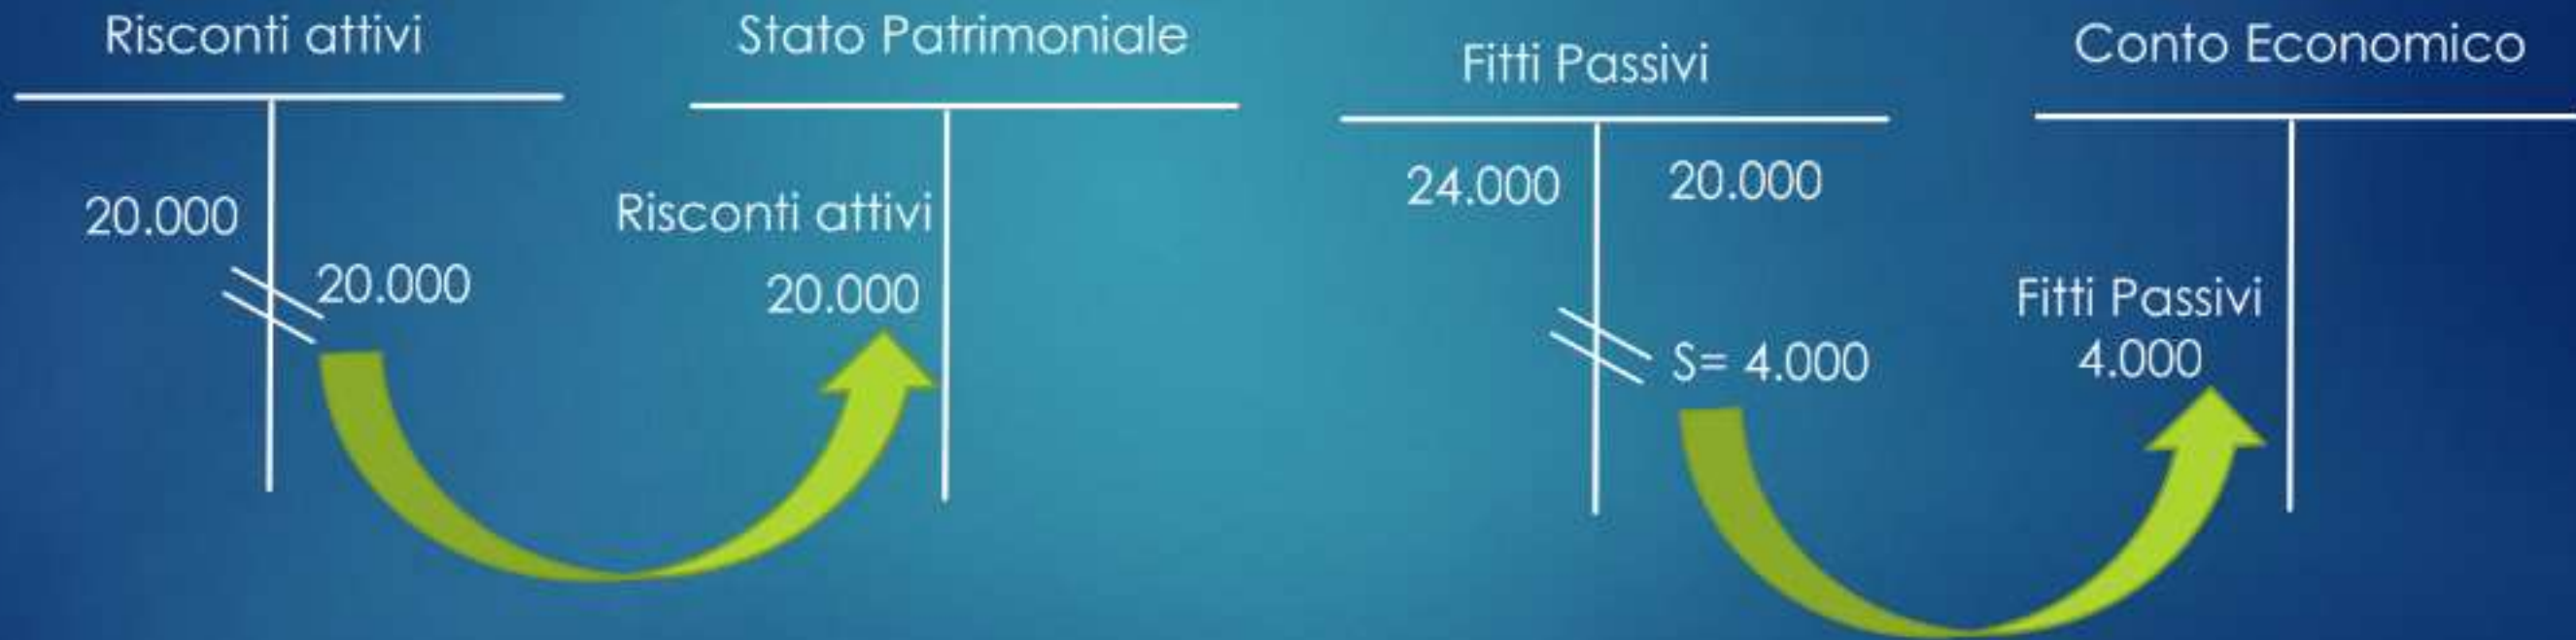 Risconti attivi
20.000
20.000
Stato Patrimoniale
Risconti attivi
20.000
Fitti Passivi
24.000
20.000
S= 4.000
Conto Economico
Fitti Passivi
4.000